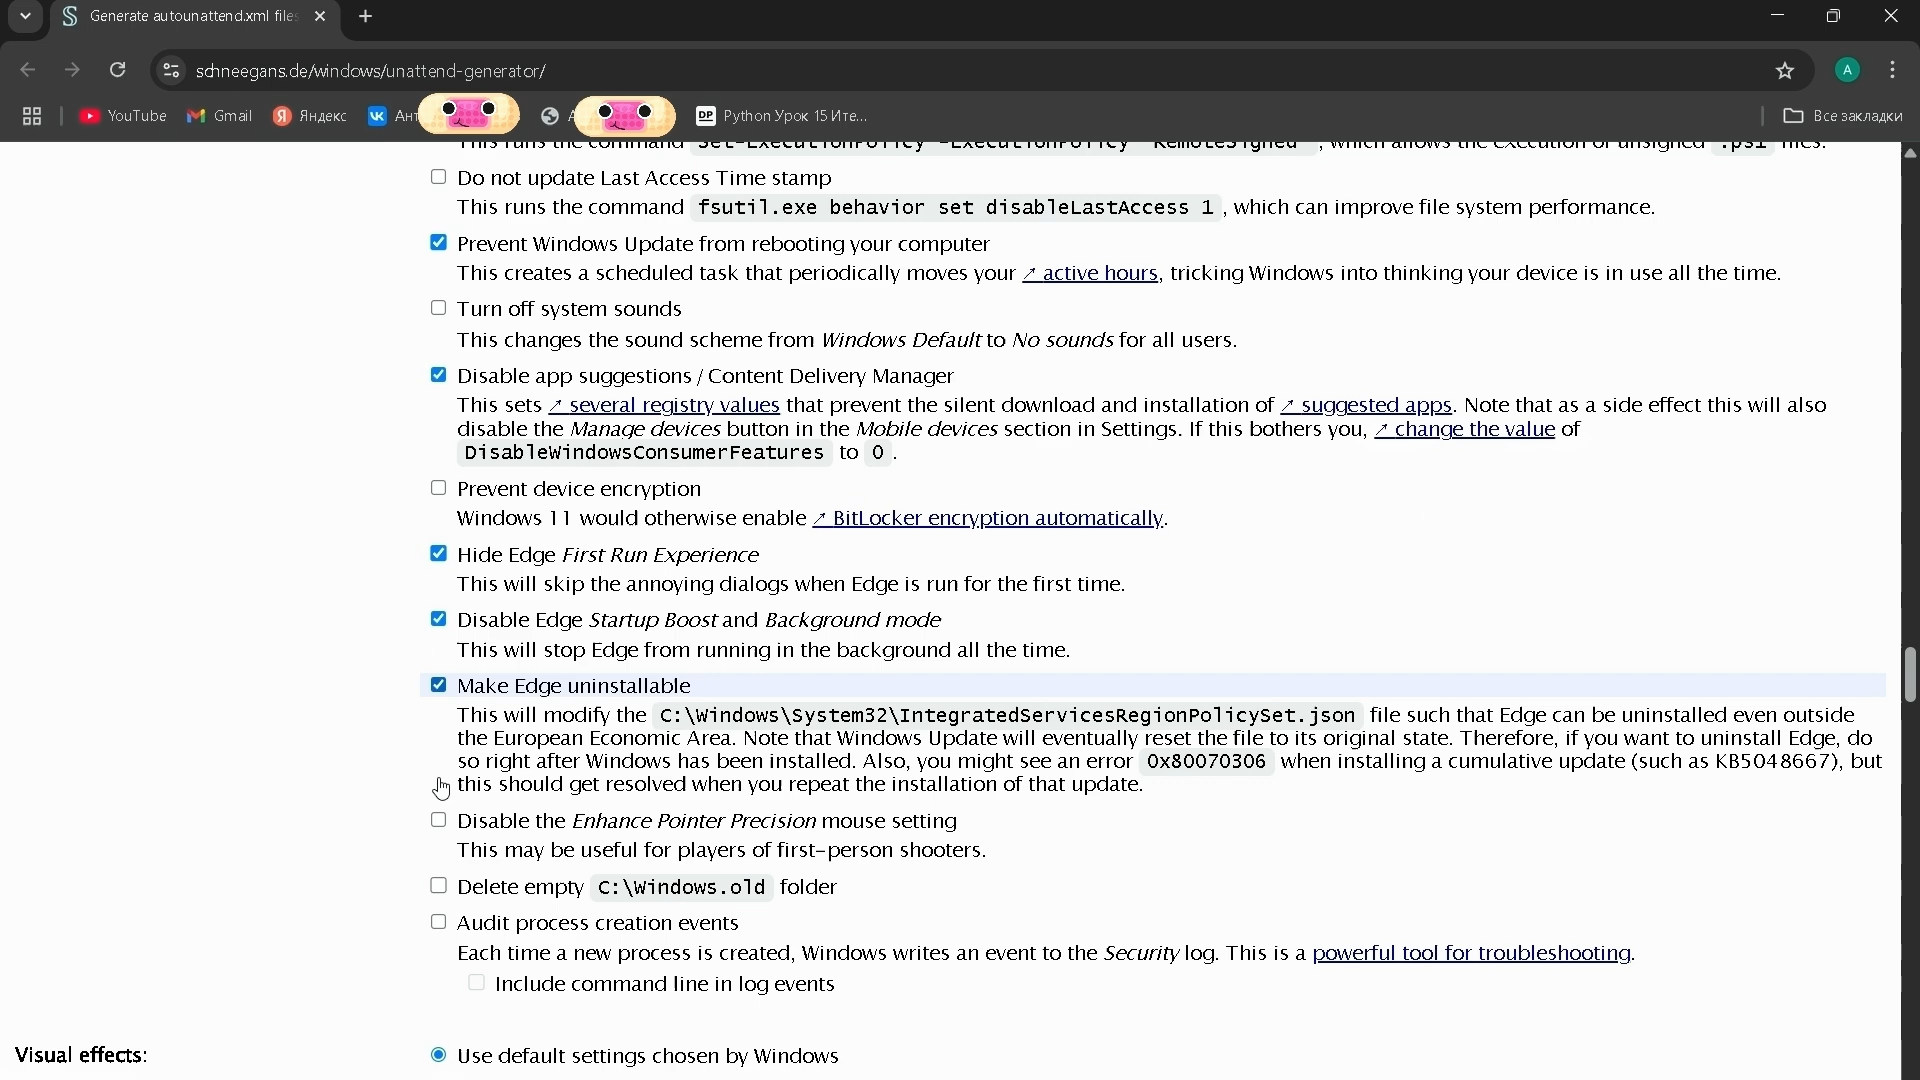 Generate autounattend.xml files
schneegans.de/windows/unattend-generator/
A
YouTube
Gmail
Яндекс
Python Урок 15 Ите...
Все закладки
This runs the command Set-ExecutionPolicy -ExecutionPolicy 'RemoteSigned', which allows the execution of unsigned .ps1 files.
Do not update Last Access Time stamp
This runs the command fsutil.exe behavior set disableLastAccess 1, which can improve file system performance.
Prevent Windows Update from rebooting your computer
This creates a scheduled task that periodically moves your ↗ active hours, tricking Windows into thinking your device is in use all the time.
Turn off system sounds
This changes the sound scheme from Windows Default to No sounds for all users.
Disable app suggestions / Content Delivery Manager
This sets ↗ several registry values that prevent the silent download and installation of ↗ suggested apps. Note that as a side effect this will also
disable the Manage devices button in the Mobile devices section in Settings. If this bothers you, ↗ change the value of
DisableWindowsConsumerFeatures to 0.
Prevent device encryption
Windows 11 would otherwise enable ↗ BitLocker encryption automatically.
Hide Edge First Run Experience
This will skip the annoying dialogs when Edge is run for the first time.
Disable Edge Startup Boost and Background mode
This will stop Edge from running in the background all the time.
Make Edge uninstallable
This will modify the C:\Windows\System32\IntegratedServicesRegionPolicySet.json file such that Edge can be uninstalled even outside
the European Economic Area. Note that Windows Update will eventually reset the file to its original state. Therefore, if you want to uninstall Edge, do
so right after Windows has been installed. Also, you might see an error 0x80070306 when installing a cumulative update (such as KB5048667), but
this should get resolved when you repeat the installation of that update.
Disable the Enhance Pointer Precision mouse setting
This may be useful for players of first-person shooters.
Delete empty C:\Windows.old folder
Audit process creation events
Each time a new process is created, Windows writes an event to the Security log. This is a powerful tool for troubleshooting.
Include command line in log events
Visual effects:
Use default settings chosen by Windows